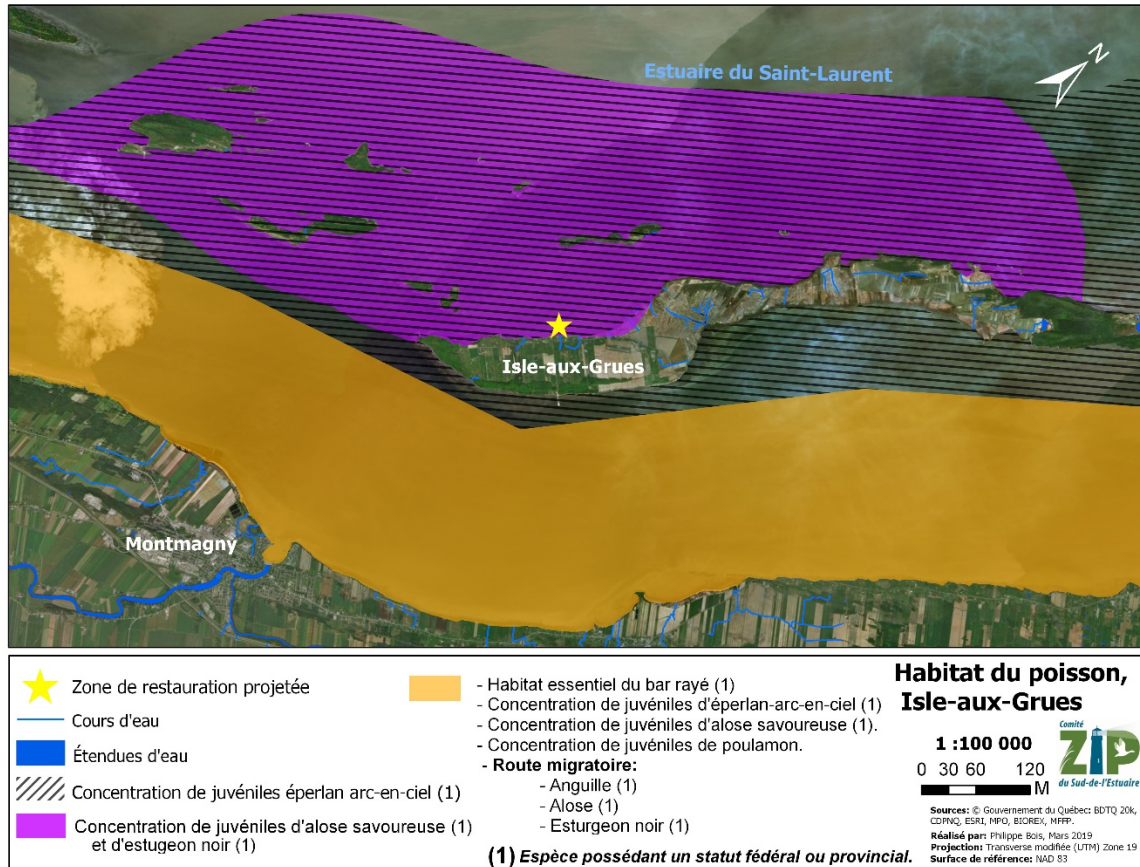 Estuaire du Saint-Laurent
N
Isle-aux-Grues
Montmagny
Zone de restauration projetée
Cours d'eau
Étendues d'eau
Concentration de juvéniles éperlan arc-en-ciel (1)
Concentration de juvéniles d'alose savoureuse (1)
et d'estugeon noir (1)
- Habitat essentiel du bar rayé (1)
- Concentration de juvéniles d'éperlan-arc-en-ciel (1)
- Concentration de juvéniles d'alose savoureuse (1).
- Concentration de juvéniles de poulamon.
- Route migratoire:
- Anguille (1)
- Alose (1)
- Esturgeon noir (1)
(1) Espèce possédant un statut fédéral ou provincial.
Habitat du poisson,
Isle-aux-Grues
1 :100 000
0 30 60 120
M
Comité
ZIP
du Sud-de-l'Estuaire
Sources: © Gouvernement du Québec: BDTQ 20k,
CDPNQ, ESRI, MPO, BIOREX, MFFP.
Réalisé par: Philippe Bois, Mars 2019
Projection: Transverse modifiée (UTM) Zone 19
Surface de référence: NAD 83